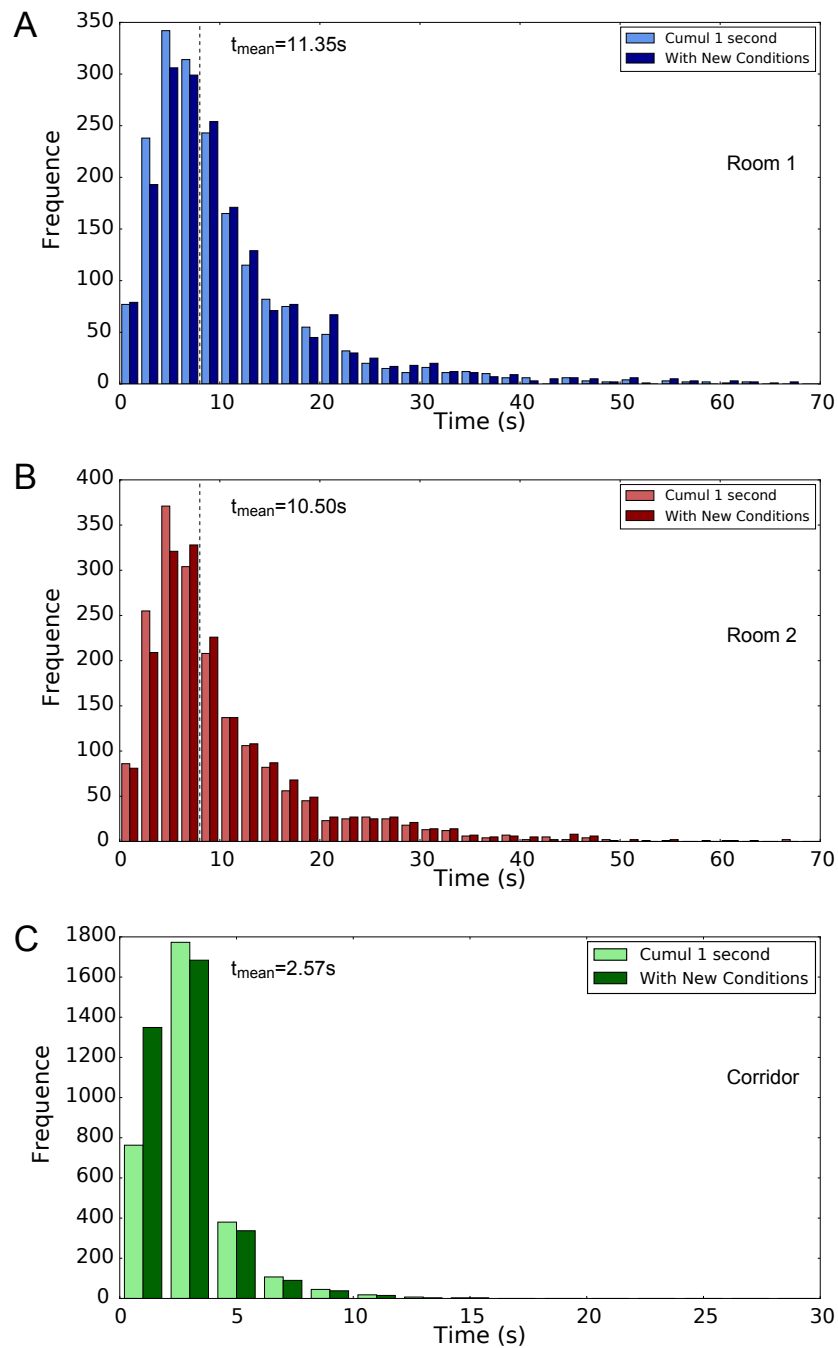 A
t_mean=11.35s
Cumul 1 second
With New Conditions
Room 1
Frequence
350
300
250
200
150
100
50
0
0 10 20 30 40 50 60 70
Time (s)
B
t_mean=10.50s
Cumul 1 second
With New Conditions
Room 2
Frequence
400
350
300
250
200
150
100
50
0
0 10 20 30 40 50 60 70
Time (s)
C
t_mean=2.57s
Cumul 1 second
With New Conditions
Corridor
Frequence
1800
1600
1400
1200
1000
800
600
400
200
0
0 5 10 15 20 25 30
Time (s)